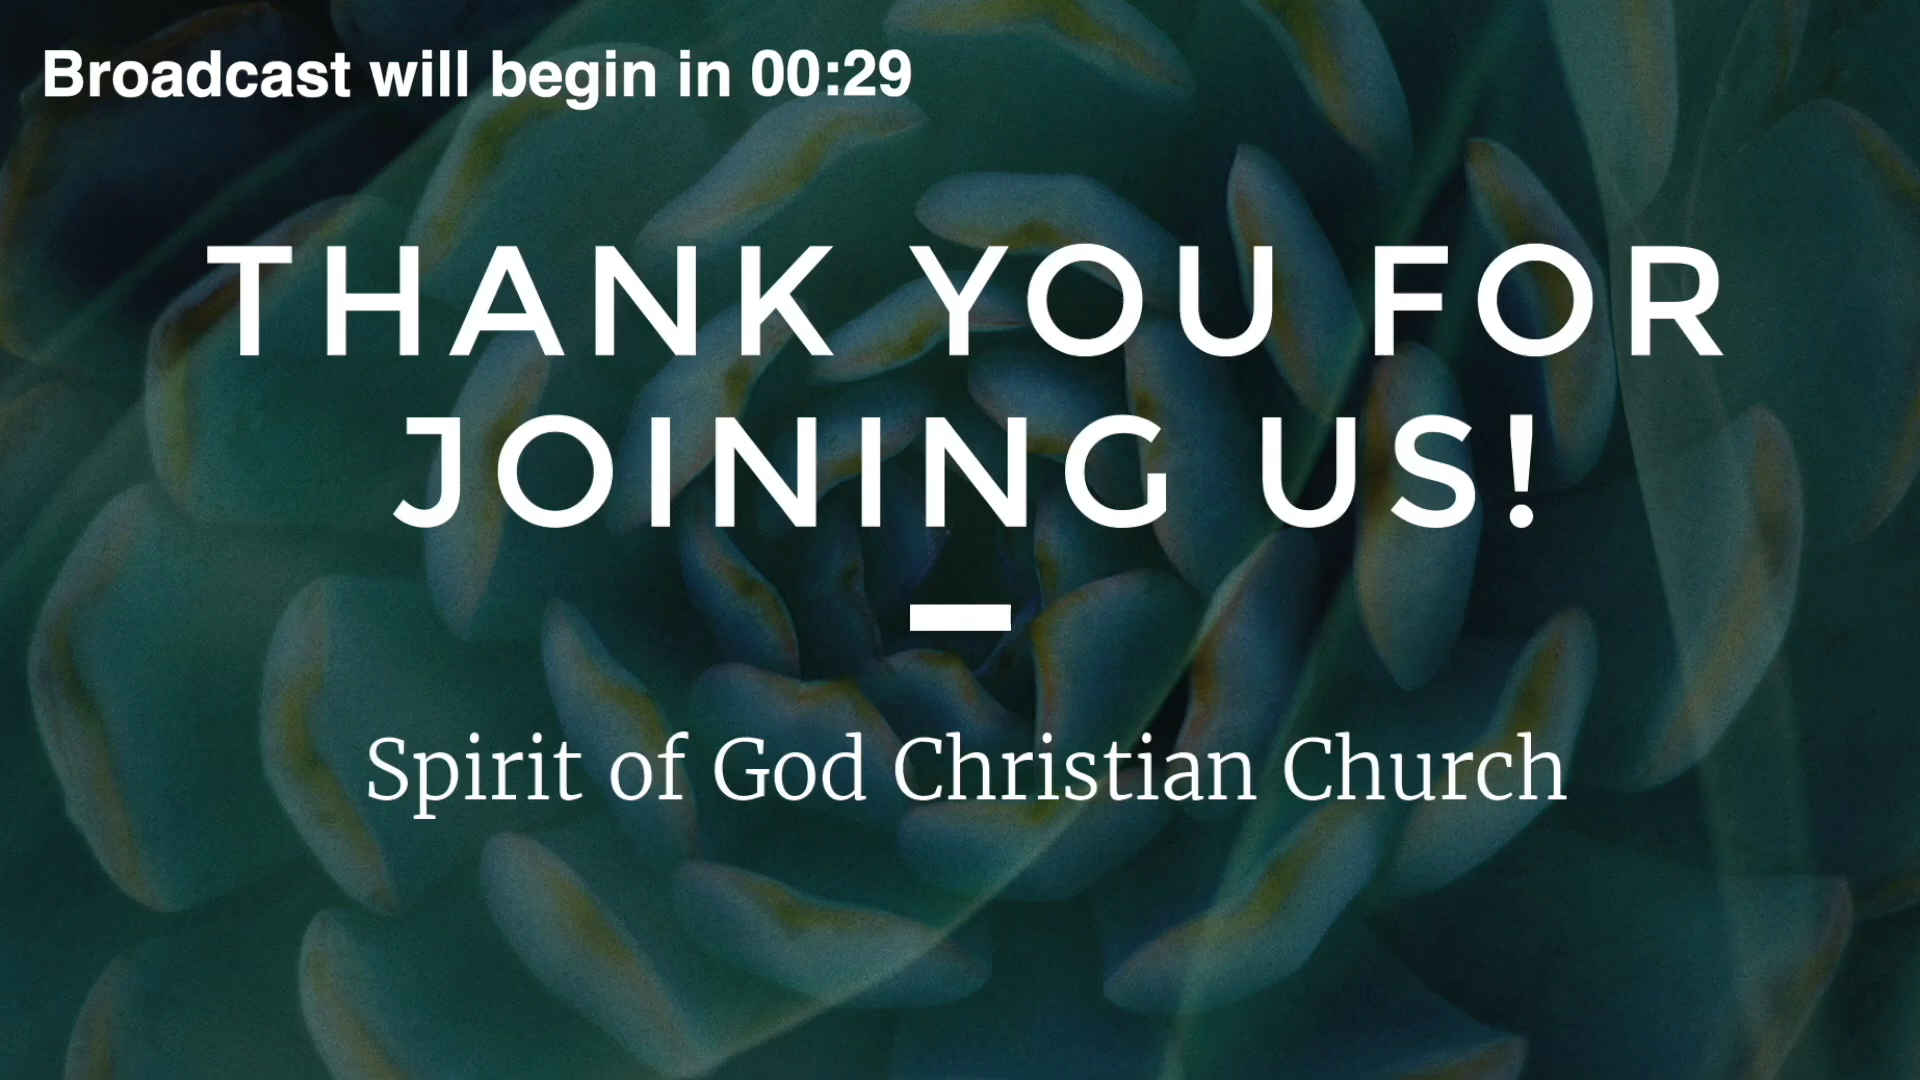 Broadcast will begin in 00:29
THANK YOU FOR
JOINING US!
Spirit of God Christian Church